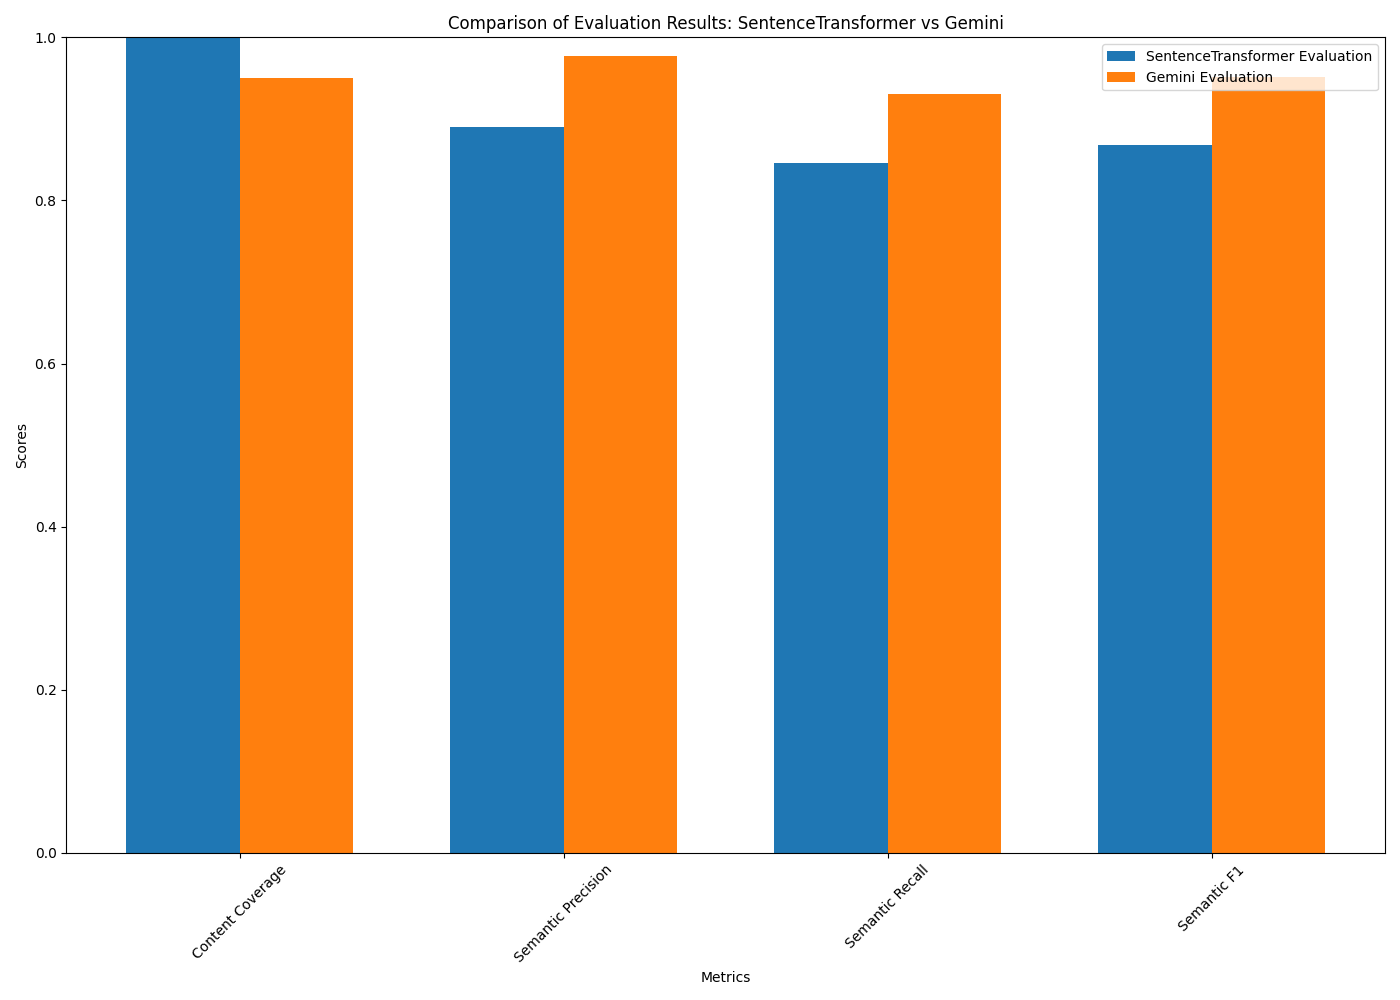 Comparison of Evaluation Results: SentenceTransformer vs Gemini
SentenceTransformer Evaluation
Gemini Evaluation
1.0
0.8
0.6
0.4
0.2
0.0
Scores
Content Coverage
Semantic Precision
Semantic Recall
Semantic F1
Metrics